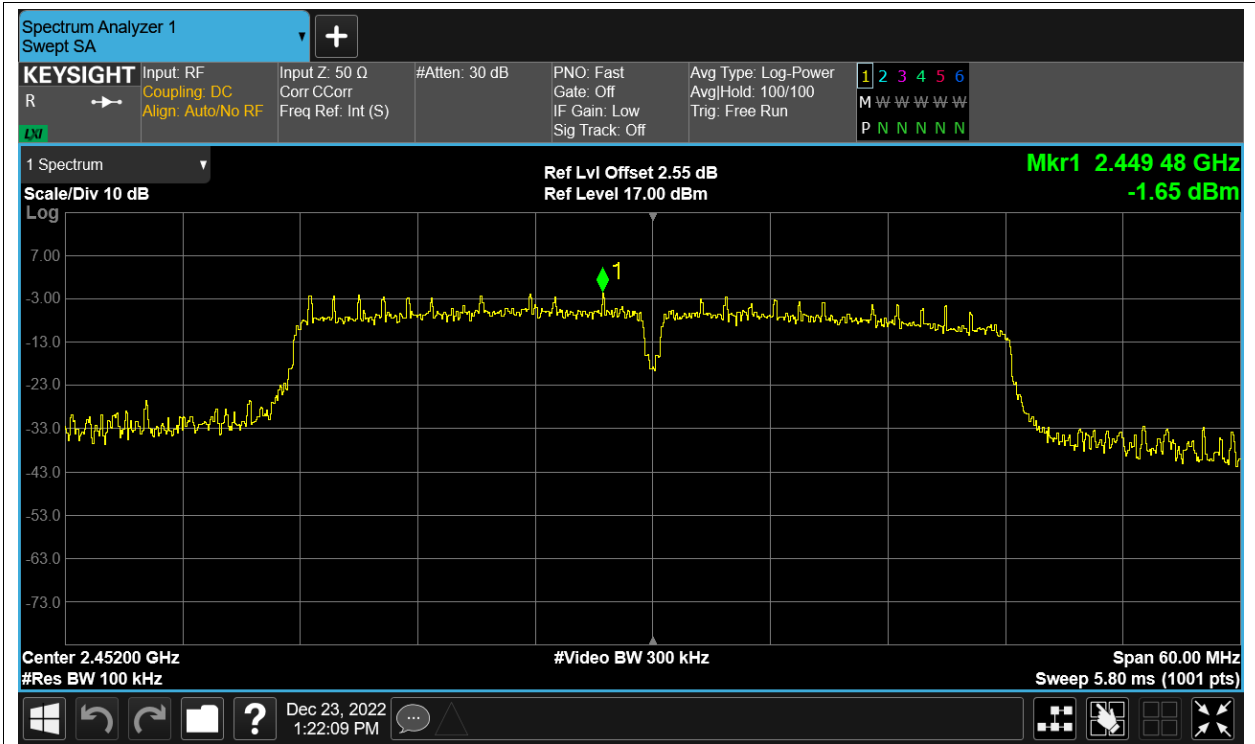 Spectrum Analyzer 1
Swept SA
KEYSIGHT
R
LXI
Input: RF
Coupling: DC
Align: Auto/No RF
Input Z: 50 Ω
Corr CCorr
Freq Ref: Int (S)
#Atten: 30 dB
PNO: Fast
Gate: Off
IF Gain: Low
Sig Track: Off
Avg Type: Log-Power
Avg|Hold: 100/100
Trig: Free Run
1 2 3 4 5 6
M W W W W W
P N N N N N
1 Spectrum
Scale/Div 10 dB
Log
Ref Lvl Offset 2.55 dB
Ref Level 17.00 dBm
Mkr1 2.449 48 GHz
-1.65 dBm
1
7.00
-3.00
-13.0
-23.0
-33.0
-43.0
-53.0
-63.0
-73.0
Center 2.45200 GHz
#Res BW 100 kHz
#Video BW 300 kHz
Span 60.00 MHz
Sweep 5.80 ms (1001 pts)
?
Dec 23, 2022
1:22:09 PM